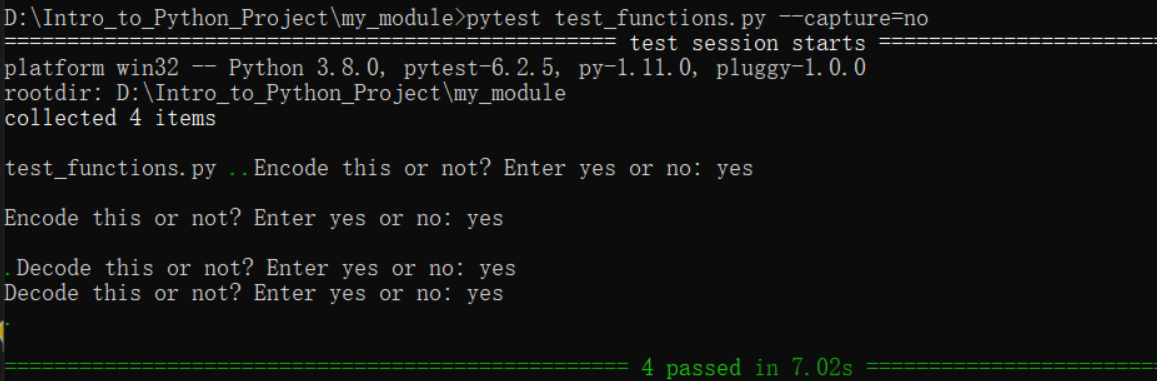 D:\Intro_to_Python_Project\my_module>pytest test_functions.py --capture=no
================================================= test session starts =======================
platform win32 -- Python 3.8.0, pytest-6.2.5, py-1.11.0, pluggy-1.0.0
rootdir: D:\Intro_to_Python_Project\my_module
collected 4 items
test_functions.py ..Encode this or not? Enter yes or no: yes
Encode this or not? Enter yes or no: yes
.Decode this or not? Enter yes or no: yes
Decode this or not? Enter yes or no: yes
.
================================================== 4 passed in 7.02s ========================